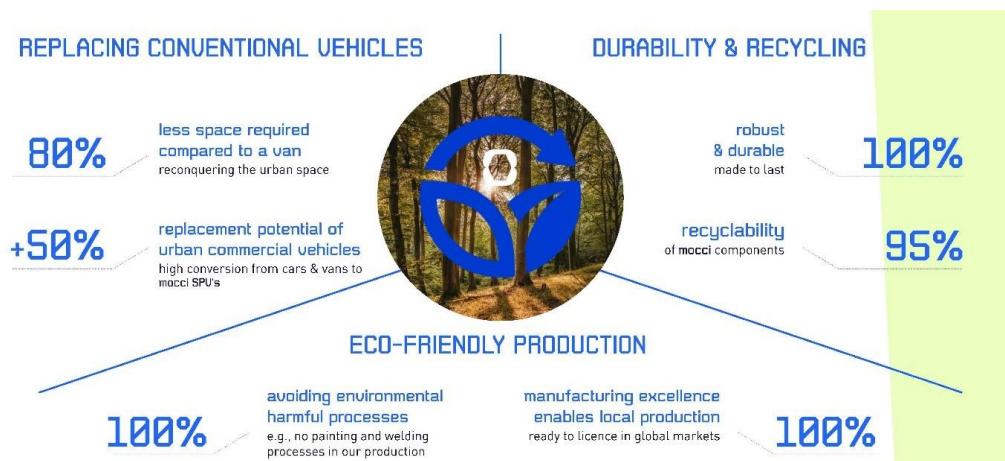 REPLACING CONVENTIONAL VEHICLES
80%
less space required
compared to a van
reconquering the urban space
+50%
replacement potential of
urban commercial vehicles
high conversion from cars & vans to
mocci SPU's
DURABILITY & RECYCLING
robust
& durable
made to last
100%
recyclability
of mocci components
95%
ECO-FRIENDLY PRODUCTION
100%
avoiding environmental
harmful processes
e.g., no painting and welding
processes in our production
manufacturing excellence
enables local production
ready to licence in global markets
100%